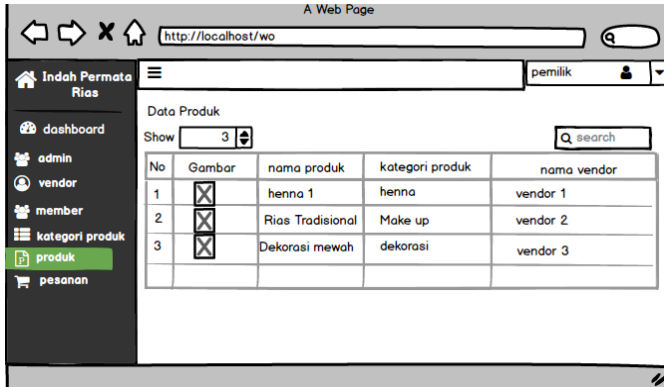 A Web Page
http://localhost/wo
Indah Permata
Rias
pemilik
dashboard
admin
vendor
member
kategori produk
produk
pesanan
Data Produk
Show 3 search
No Gambar nama produk kategori produk nama vendor
1 henna 1 henna vendor 1
2 Rias Tradisional Make up vendor 2
3 Dekorasi mewah dekorasi vendor 3